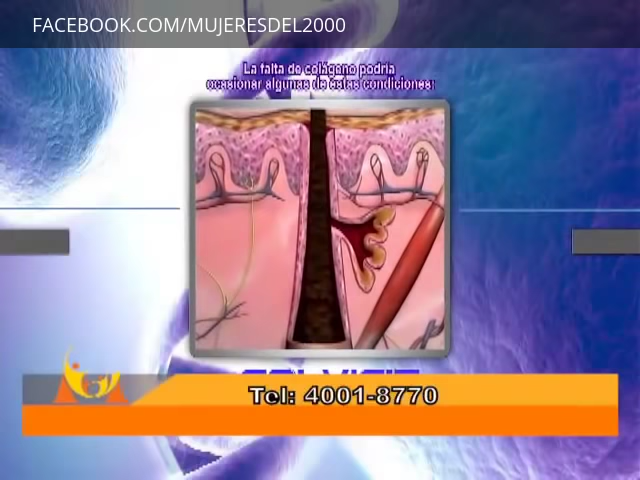 FACEBOOK.COM/MUJERESDEL2000
La falta de colágeno podría
ocasionar algunas de estas condiciones:
Tel: 4001-8770